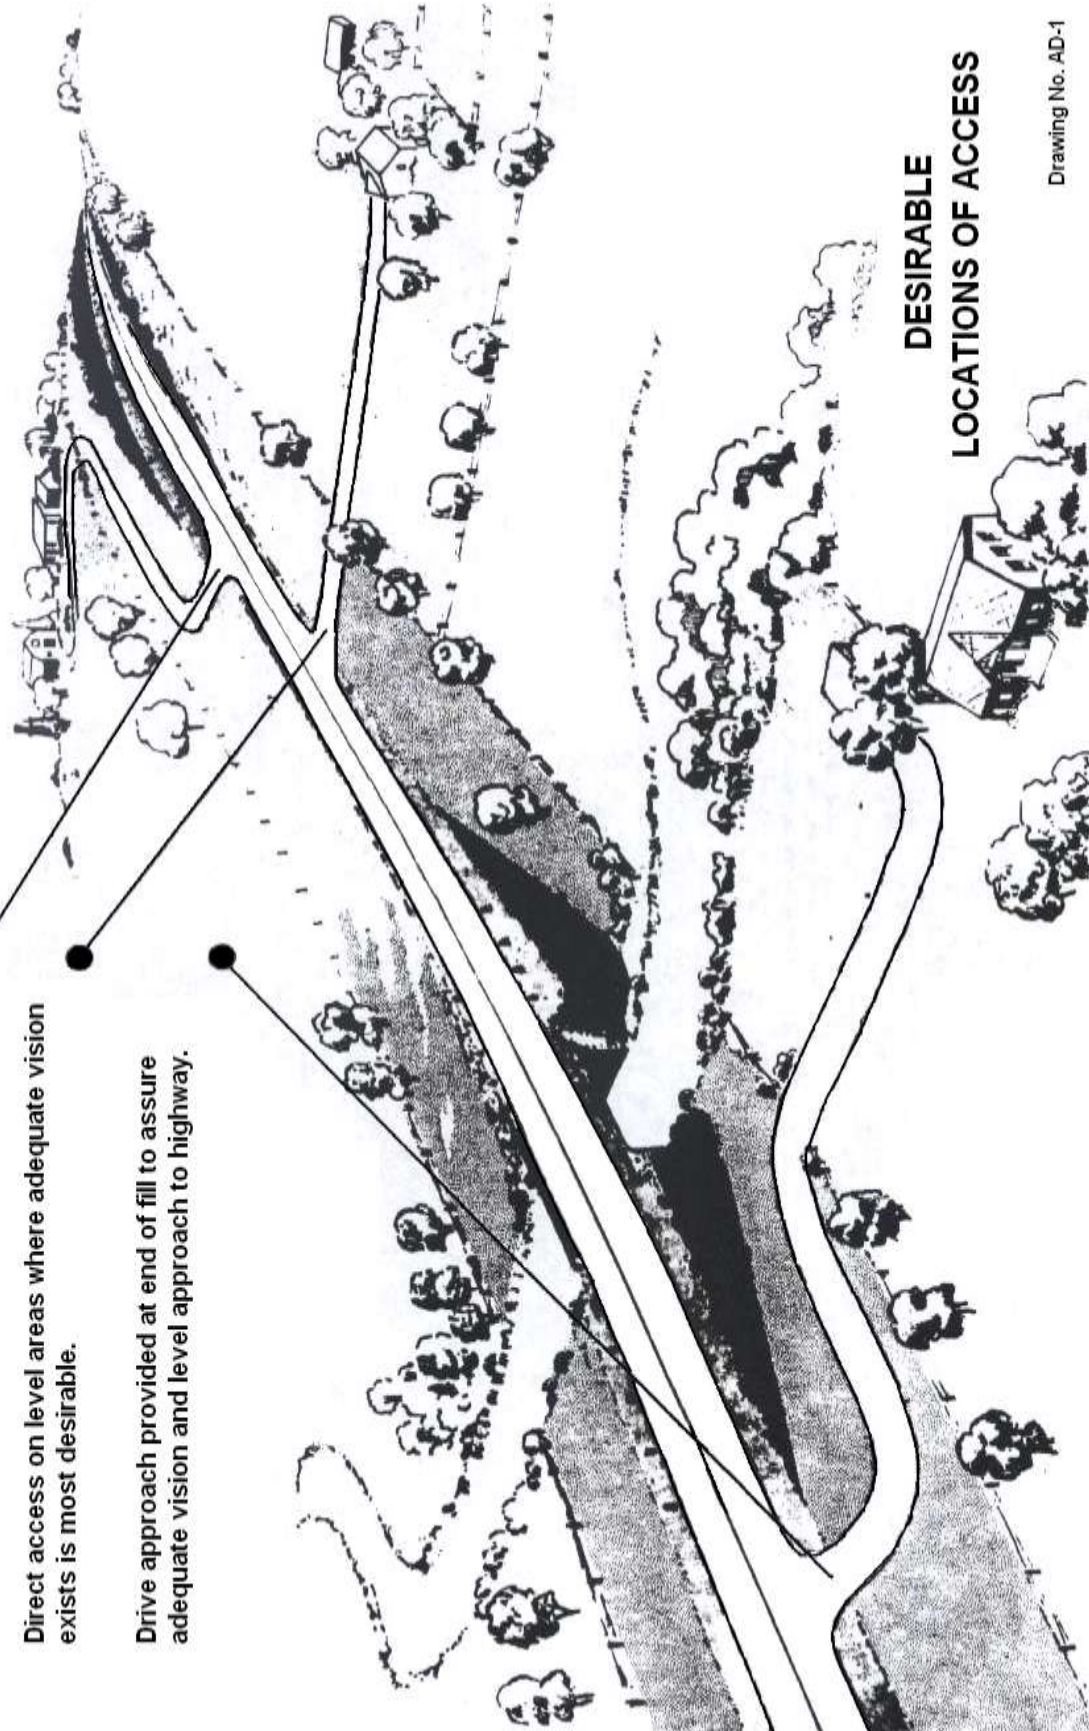 Direct access on level areas where adequate vision
exists is most desirable.
Drive approach provided at end of fill to assure
adequate vision and level approach to highway.
DESIRABLE
LOCATIONS OF ACCESS
Drawing No. AD-1